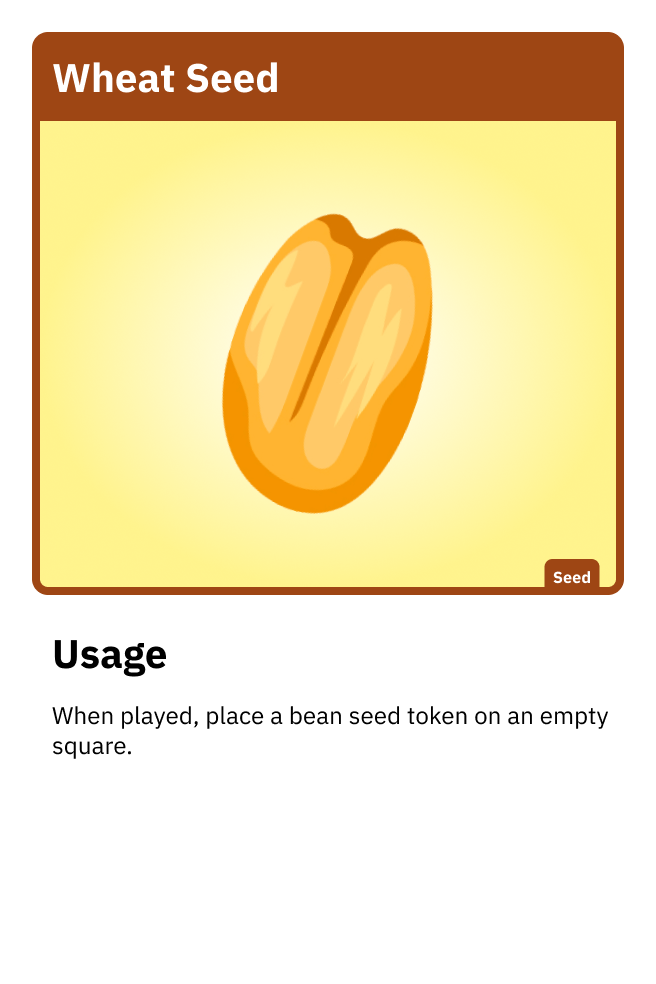 Wheat Seed
Seed
Usage
When played, place a bean seed token on an empty
square.